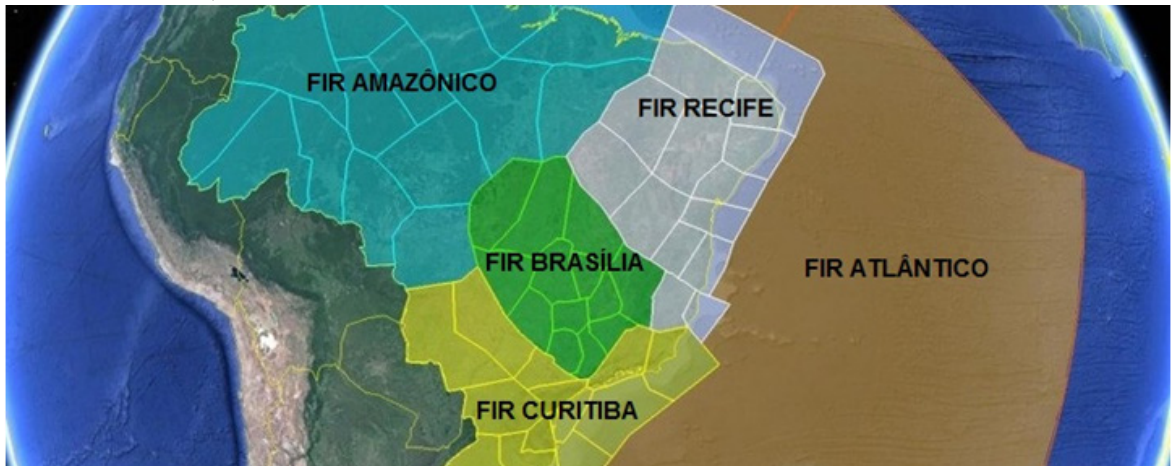 FIR AMAZÔNICO
FIR RECIFE
FIR BRASÍLIA
FIR ATLÂNTICO
FIR CURITIBA